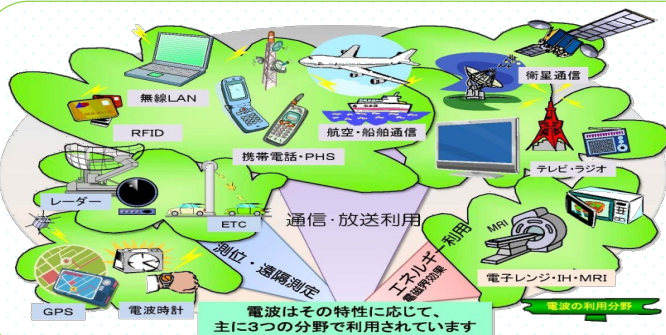 無線LAN
衛星通信
RFID
携帯電話・PHS
航空・船舶通信
テレビ・ラジオ
レーダー
ETC
通信・放送利用
測位・遠隔測定
エネルギー利用
MRI
電子レンジ・IH・MRI
GPS
電波時計
電波はその特性に応じて、
主に3つの分野で利用されています
電波の利用分野